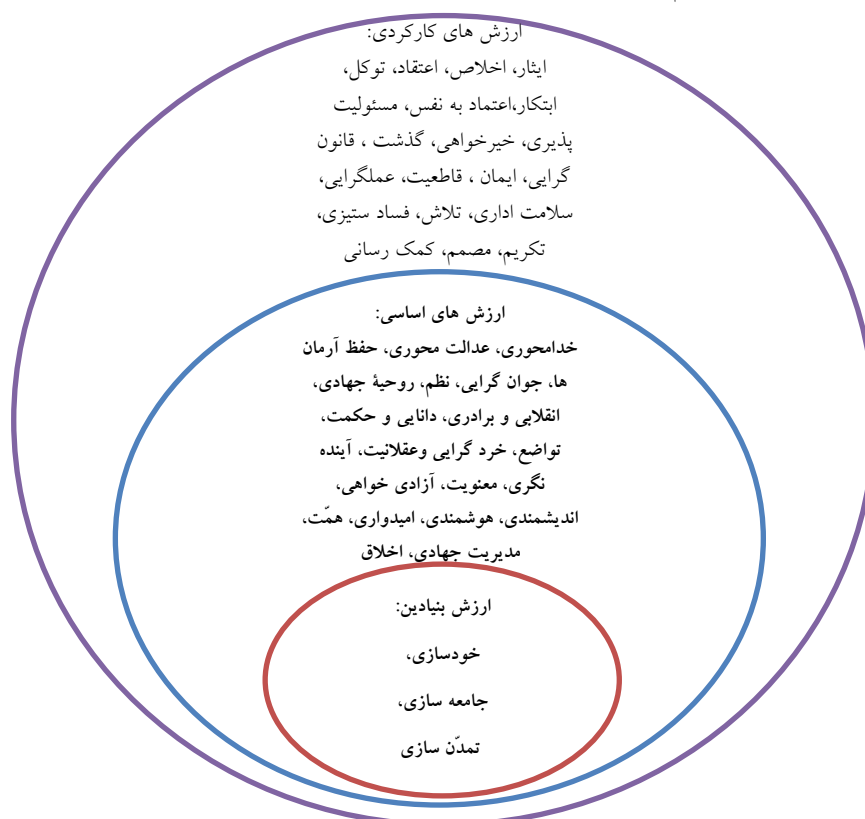 ارزش های کارکردی:
ایثار، اخلاص، اعتقاد، توکل،
ابتکار،اعتماد به نفس، مسئولیت
پذیری، خیرخواهی، گذشت ، قانون
گرایی، ایمان ، قاطعیت، عملگرایی،
سلامت اداری، تلاش، فساد ستیزی،
تکریم، مصمم، کمک رسانی
ارزش های اساسی:
خدامحوری، عدالت محوری، حفظ آرمان
ها، جوان گرایی، نظم، روحیۀ جهادی،
انقلابی و برادری، دانایی و حکمت،
تواضع، خرد گرایی وعقلانیت، آینده
نگری، معنویت، آزادی خواهی،
اندیشمندی، هوشمندی، امیدواری، همّت،
مدیریت جهادی، اخلاق
ارزش بنیادین:
خودسازی،
جامعه سازی،
تمدّن سازی